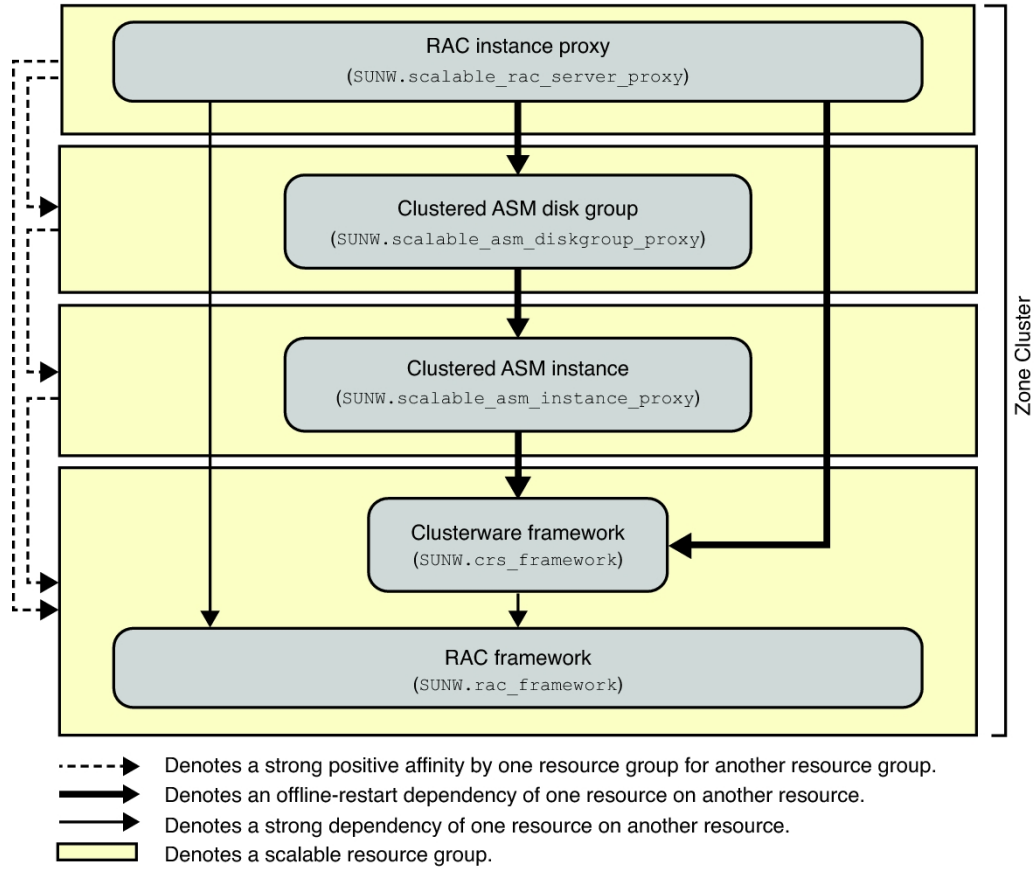 RAC instance proxy
(SUNW.scalable_rac_server_proxy)
Clustered ASM disk group
(SUNW.scalable_asm_diskgroup_proxy)
Clustered ASM instance
(SUNW.scalable_asm_instance_proxy)
Zone Cluster
Clusterware framework
(SUNW.crs_framework)
RAC framework
(SUNW.rac_framework)
Denotes a strong positive affinity by one resource group for another resource group.
Denotes an offline-restart dependency of one resource on another resource.
Denotes a strong dependency of one resource on another resource.
Denotes a scalable resource group.